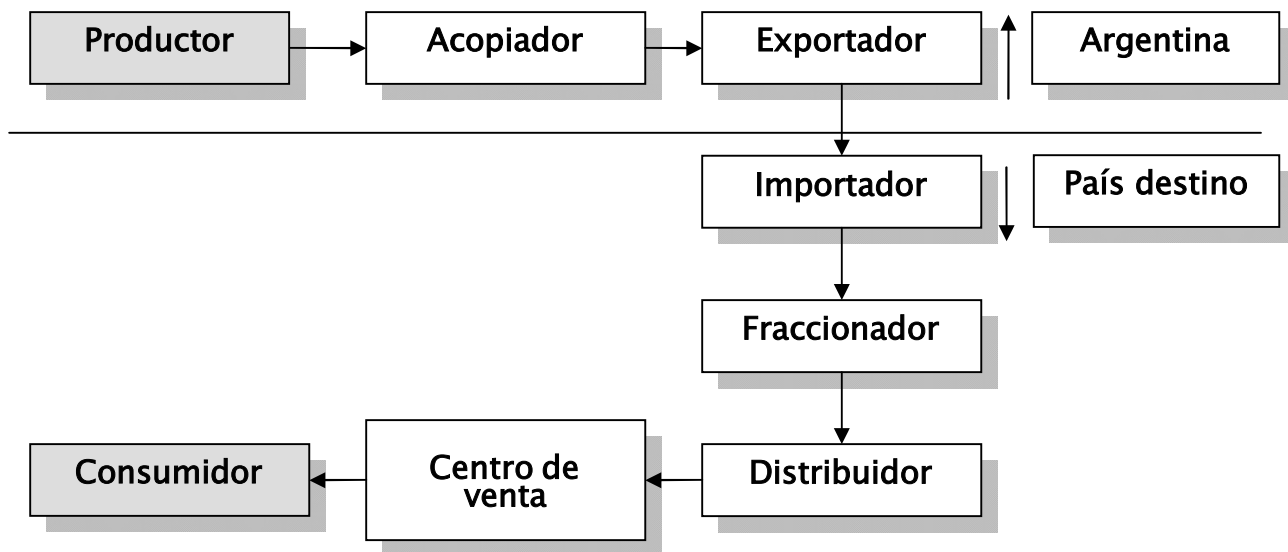 Productor
Acopiador
Exportador
Argentina
Importador
País destino
Fraccionador
Consumidor
Centro de
venta
Distribuidor